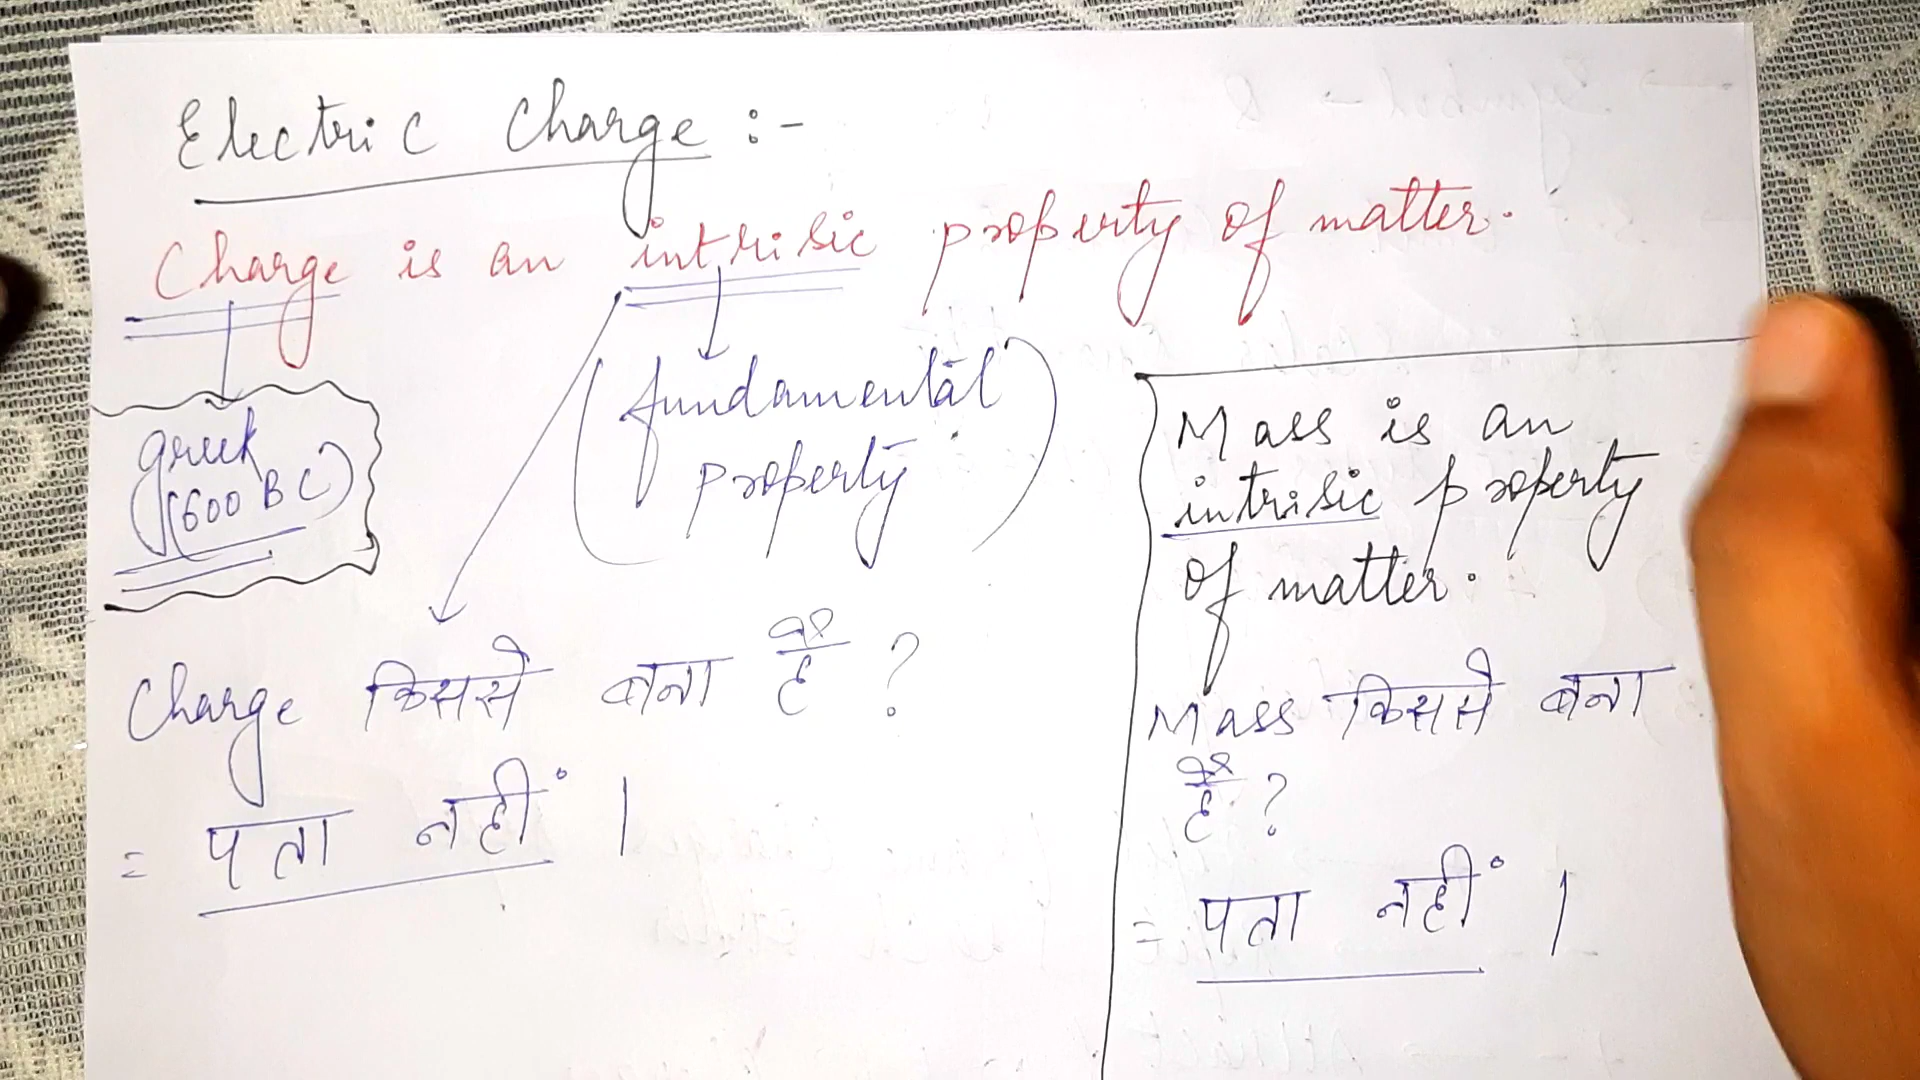 Electric Charge :-
Charge is an intrisic property of matter.
greek
(600 BC)
(fundamental
property)
Charge किससे बना है ?
= पता नहीं ।
Mass is an
intrisic property
of matter.
Mass किससे बना
है ?
= पता नहीं ।